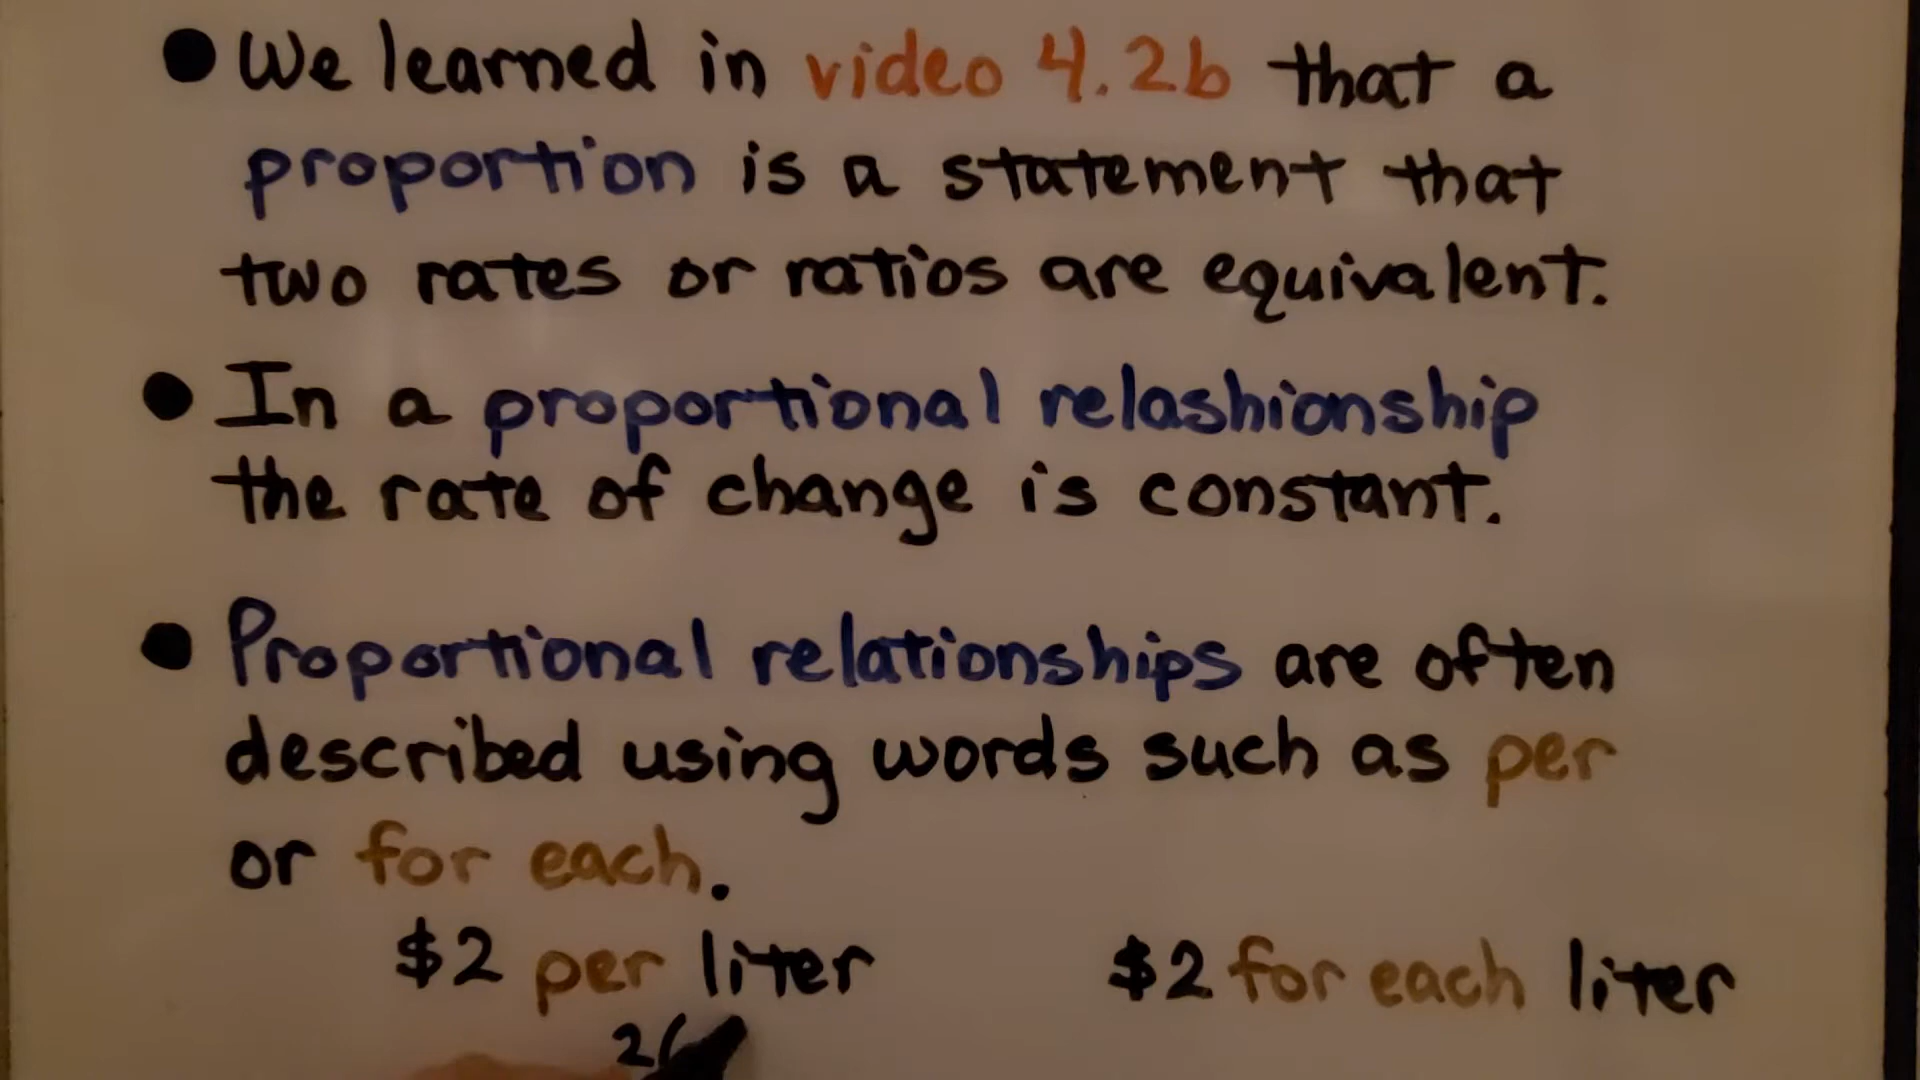 ● We learned in video 4.2b that a
proportion is a statement that
two rates or ratios are equivalent.
● In a proportional relashionship
the rate of change is constant.
● Proportional relationships are often
described using words such as per
or for each.
$2 per liter $2 for each liter
2(